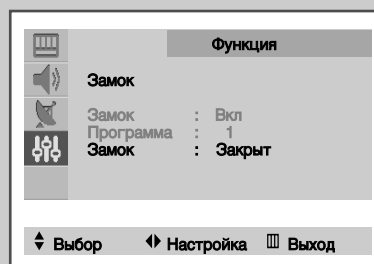 Функция
Замок
Замок : Вкл
Программа : 1
Замок : Закрыт
Выбор Настройка Выход